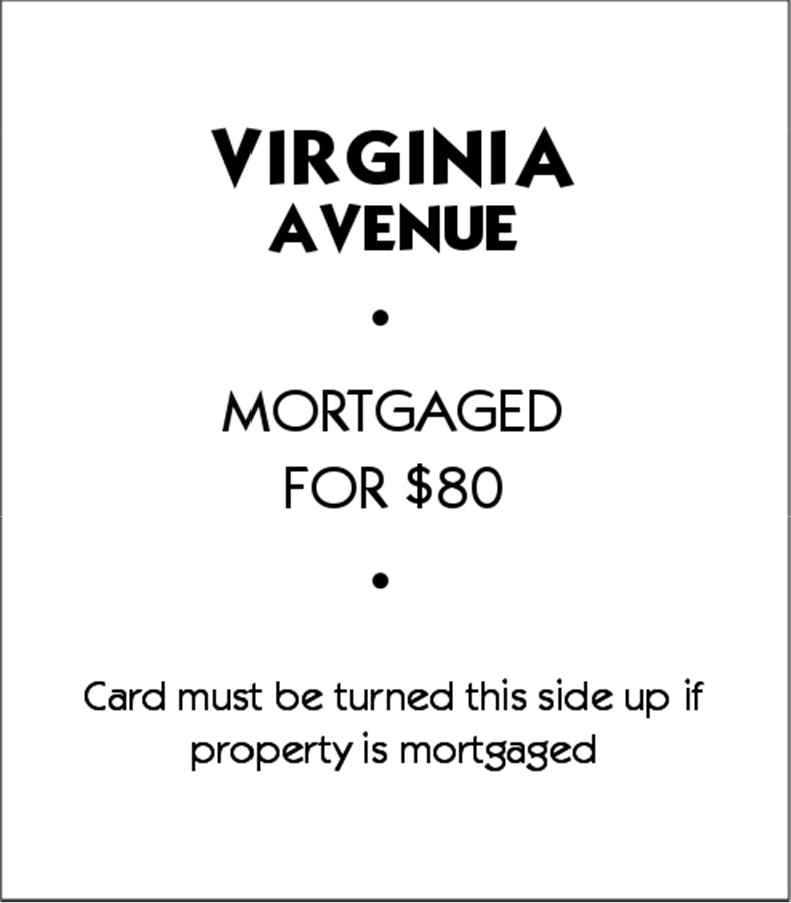 VIRGINIA
AVENUE
•
MORTGAGED
FOR $80
•
Card must be turned this side up if
property is mortgaged